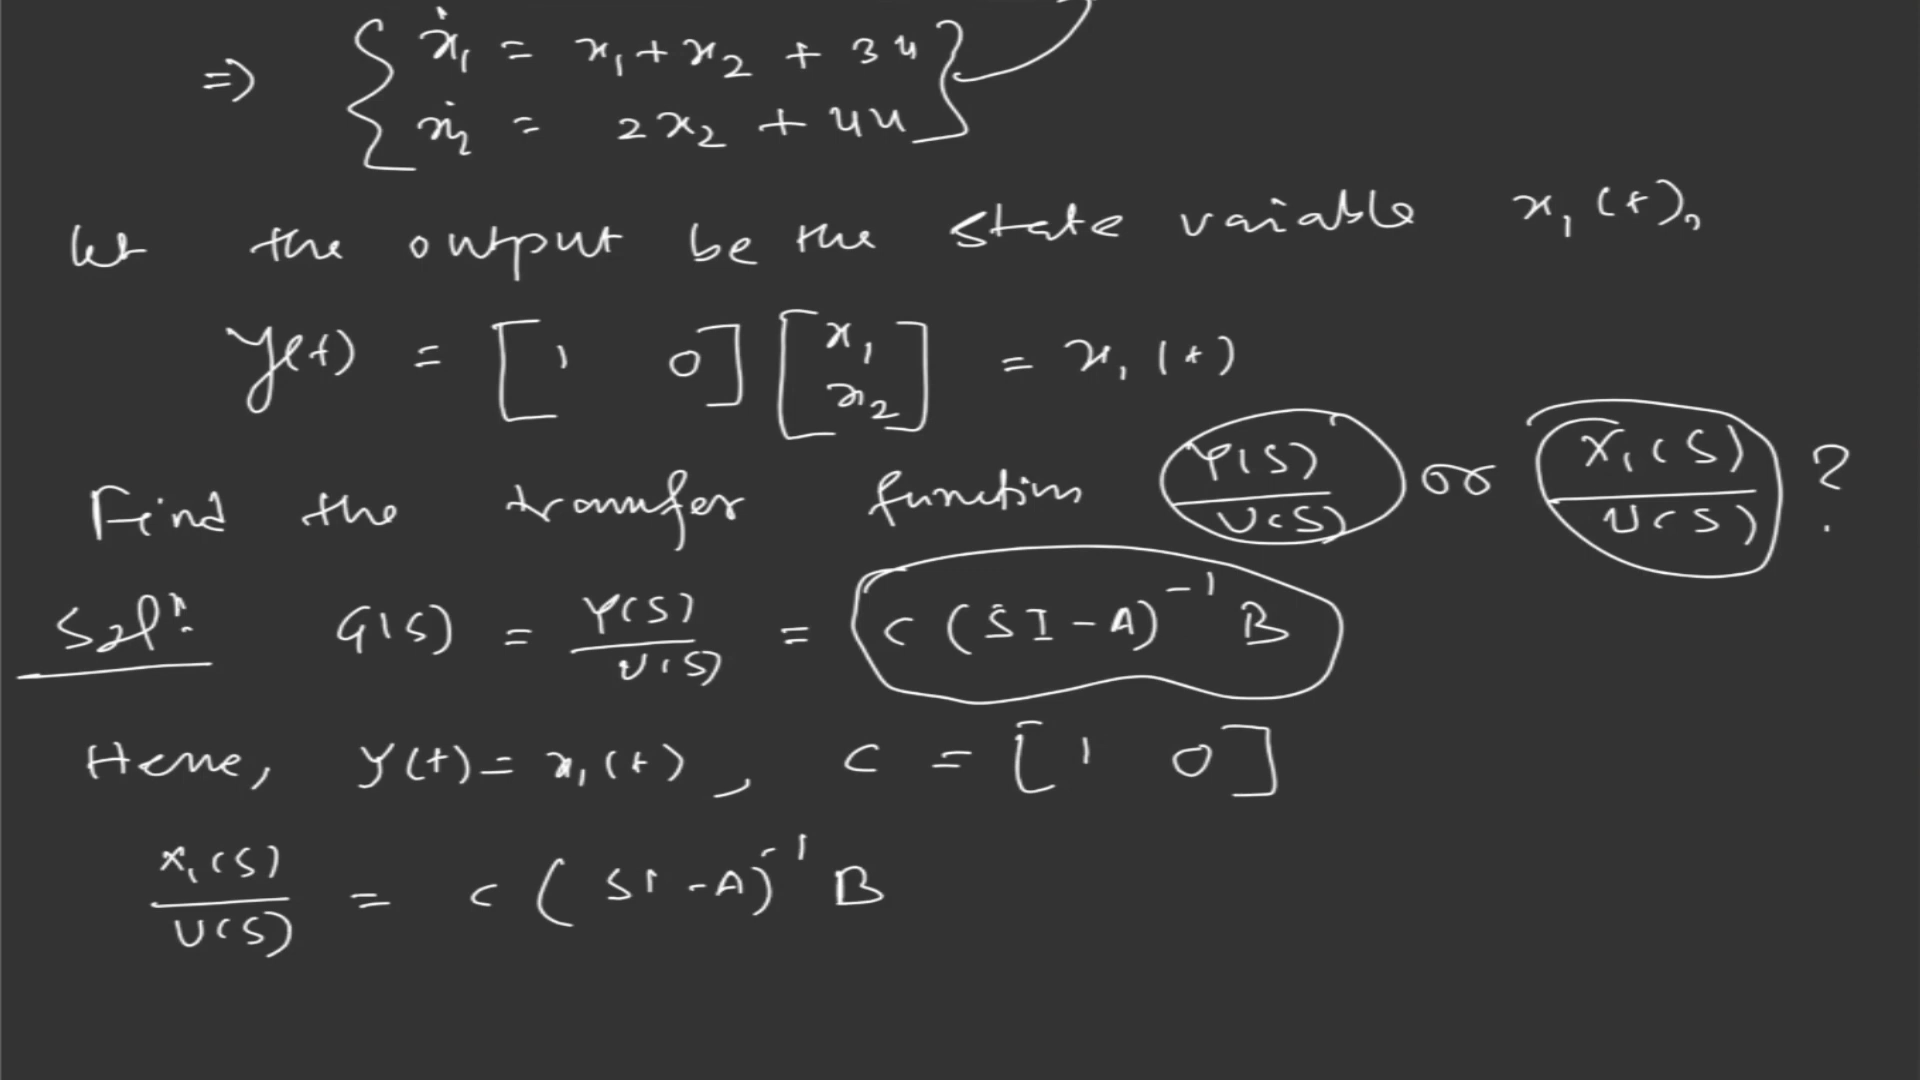 => { ẋ₁ = x₁ + x₂ + 3u
ẋ₂ = 2x₂ + 4u }
let the output be the state variable x₁(t),
y(t) = [1 0] [x₁ x₂] = x₁(t)
Find the transfer function Y(S)/U(S) or X₁(S)/U(S) ?
Sol:
G(S) = Y(S)/U(S) = C (SI - A)⁻¹ B
Here, y(t) = x₁(t), C = [1 0]
X₁(S)/U(S) = C (SI - A)⁻¹ B